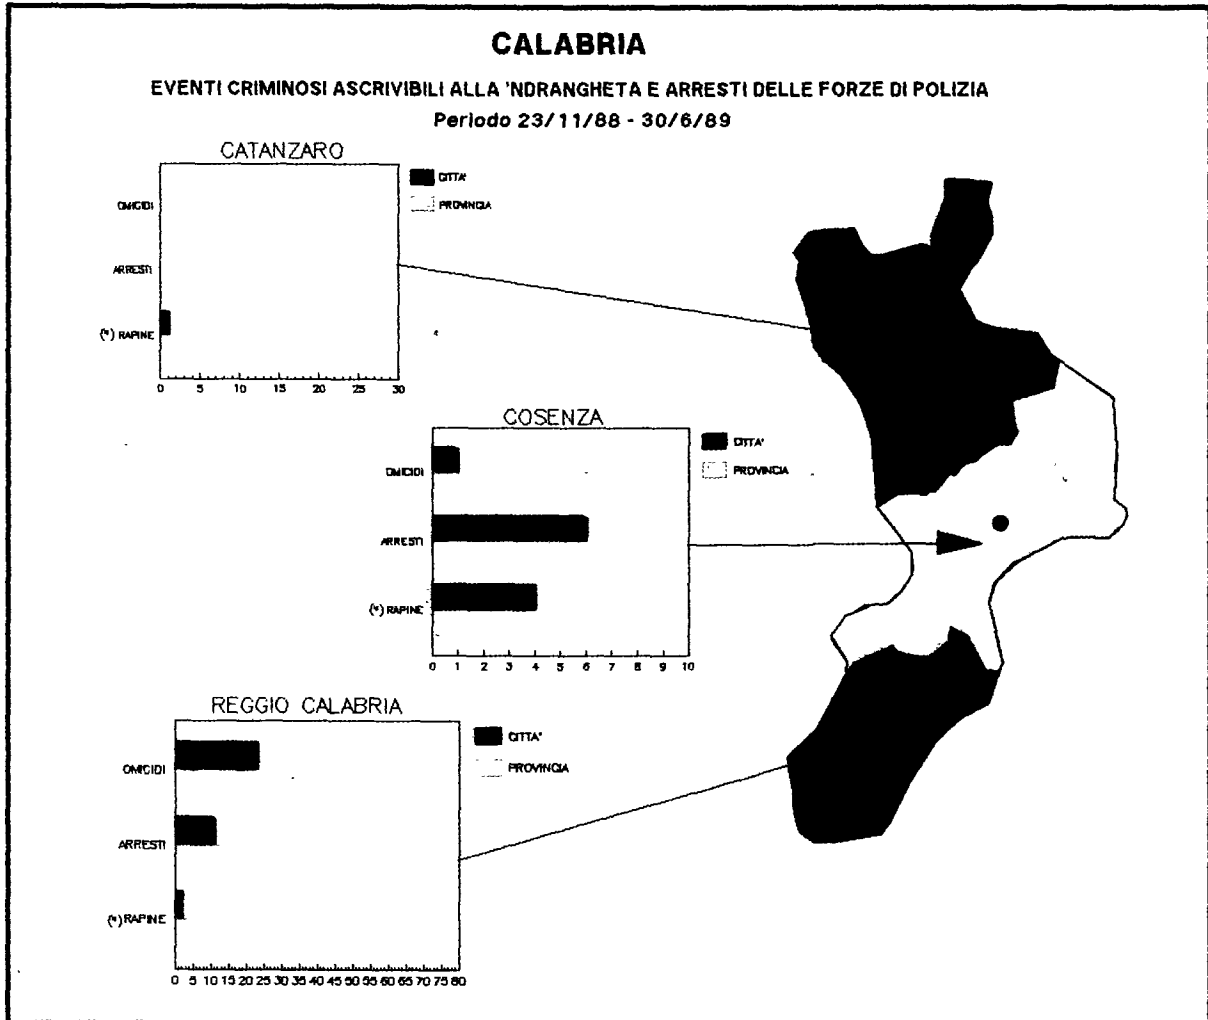 CALABRIA
EVENTI CRIMINOSI ASCRIVIBILI ALLA 'NDRANGHETA E ARRESTI DELLE FORZE DI POLIZIA
Periodo 23/11/88 - 30/6/89
CATANZARO
CITTA'
PROVINCIA
OMICIDI
ARRESTI
(*) RAPINE
0 5 10 15 20 25 30
COSENZA
CITTA'
PROVINCIA
OMICIDI
ARRESTI
(*) RAPINE
0 1 2 3 4 5 6 7 8 9 10
REGGIO CALABRIA
CITTA'
PROVINCIA
OMICIDI
ARRESTI
(*) RAPINE
0 5 10 15 20 25 30 35 40 45 50 55 60 65 70 75 80